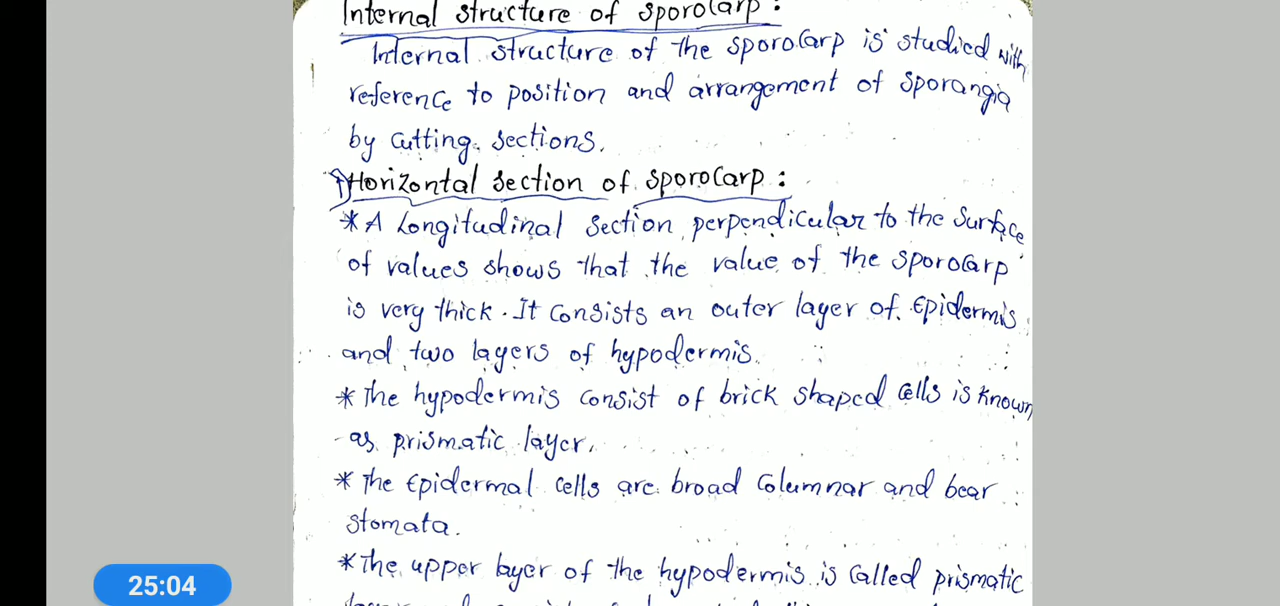 Internal structure of sporocarp :
Internal structure of the sporocarp is studied with
reference to position and arrangement of sporangia
by cutting sections.
1) Horizontal section of sporocarp :
* A Longitudinal section perpendicular to the surface
of values shows that the value of the sporocarp
is very thick. It consists an outer layer of epidermis
and two layers of hypodermis.
* The hypodermis consist of brick shaped cells is known
as prismatic layer.
* The epidermal cells are broad columnar and bear
stomata.
* The upper layer of the hypodermis is called prismatic
25:04